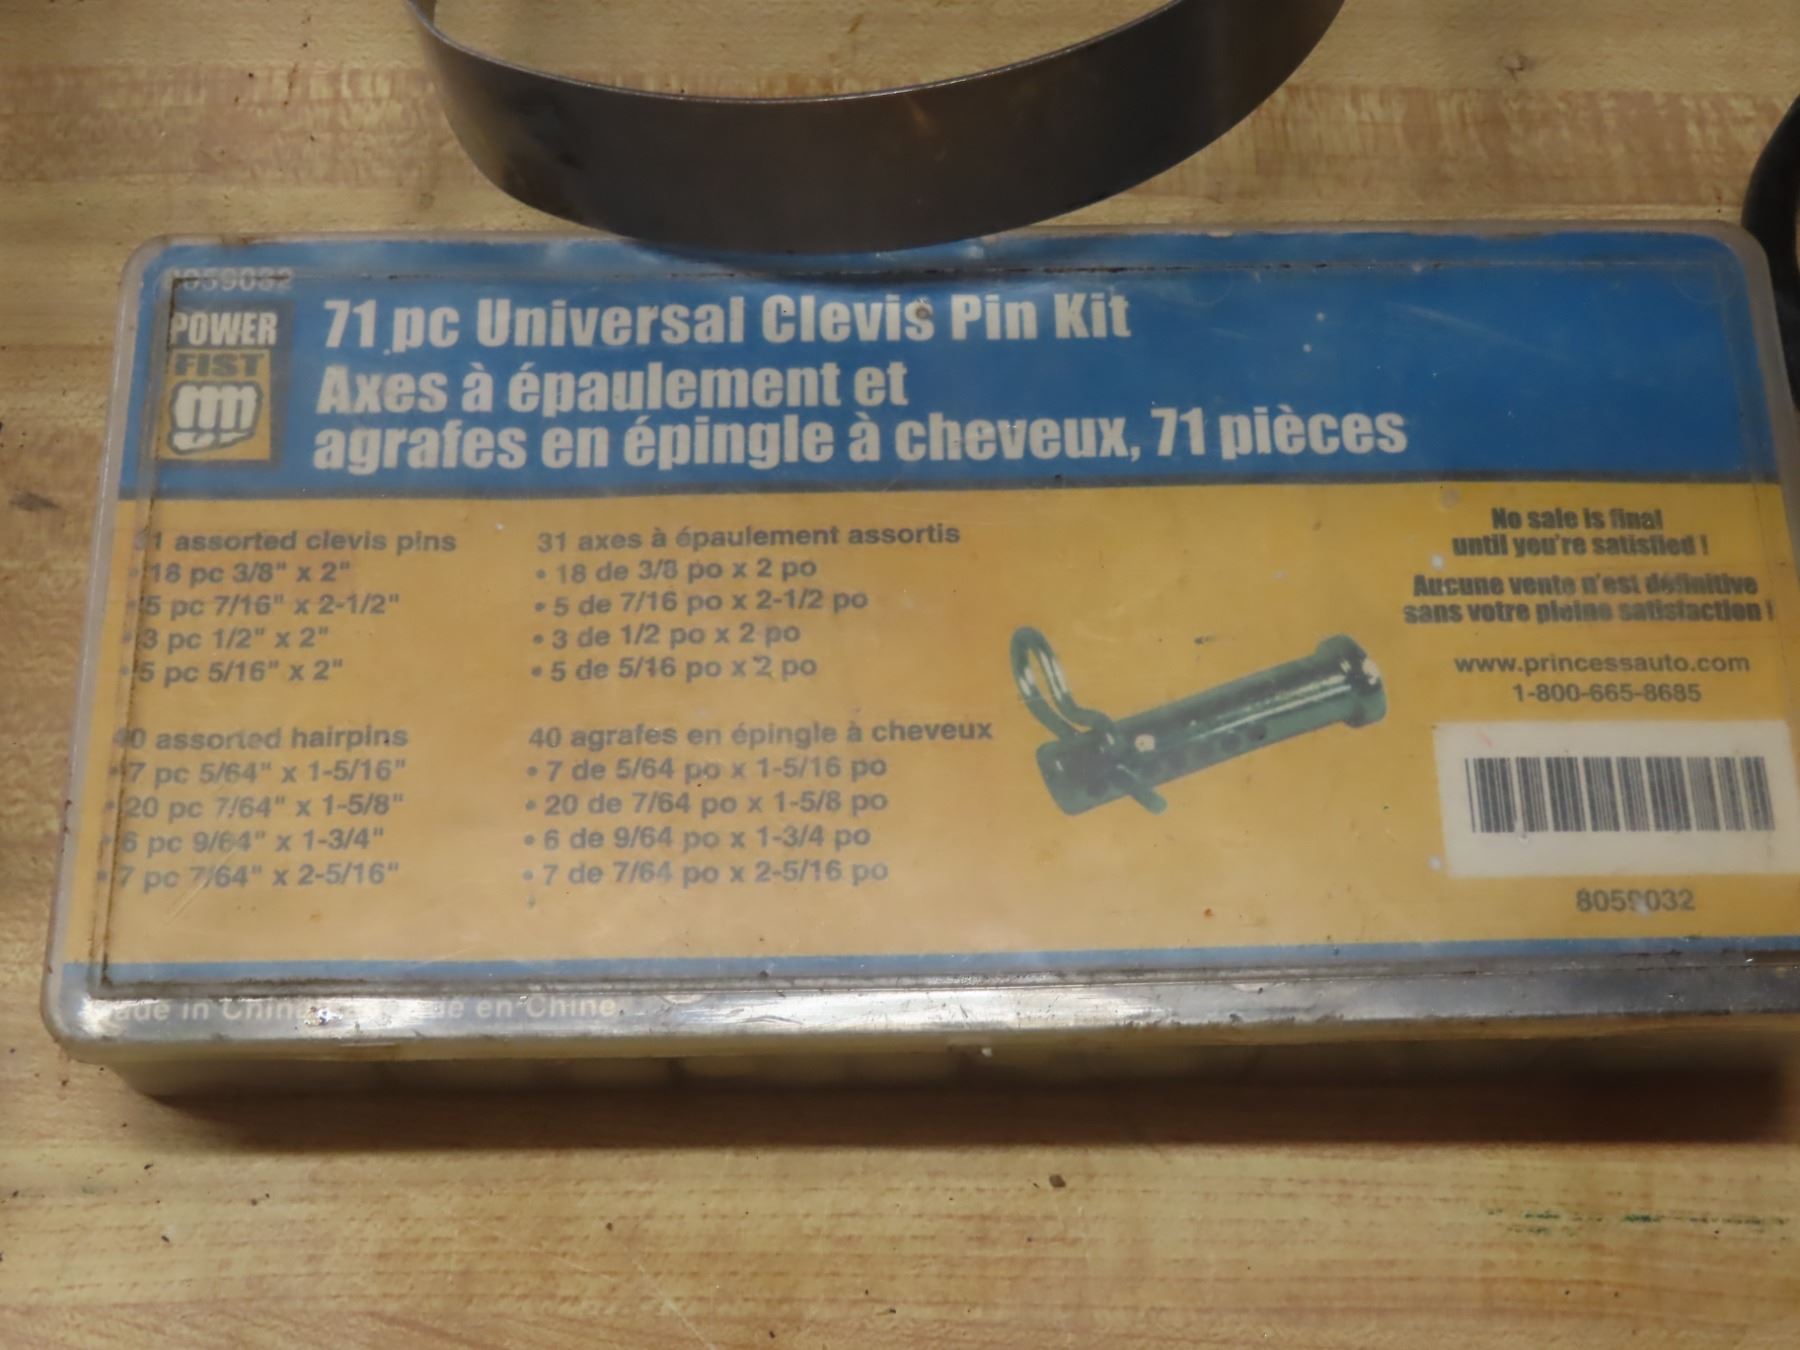 8059032
POWER
FIST
71 pc Universal Clevis Pin Kit
Axes à épaulement et
agrafes en épingle à cheveux, 71 pièces
31 assorted clevis pins
• 18 pc 3/8" x 2"
• 5 pc 7/16" x 2-1/2"
• 3 pc 1/2" x 2"
• 5 pc 5/16" x 2"
40 assorted hairpins
• 7 pc 5/64" x 1-5/16"
• 20 pc 7/64" x 1-5/8"
• 6 pc 9/64" x 1-3/4"
• 7 pc 7/64" x 2-5/16"
31 axes à épaulement assortis
• 18 de 3/8 po x 2 po
• 5 de 7/16 po x 2-1/2 po
• 3 de 1/2 po x 2 po
• 5 de 5/16 po x 2 po
40 agrafes en épingle à cheveux
• 7 de 5/64 po x 1-5/16 po
• 20 de 7/64 po x 1-5/8 po
• 6 de 9/64 po x 1-3/4 po
• 7 de 7/64 po x 2-5/16 po
No sale is final
until you're satisfied !
Aucune vente n'est définitive
sans votre pleine satisfaction !
www.princessauto.com
1-800-665-8685
8059032
Made in China en Chine